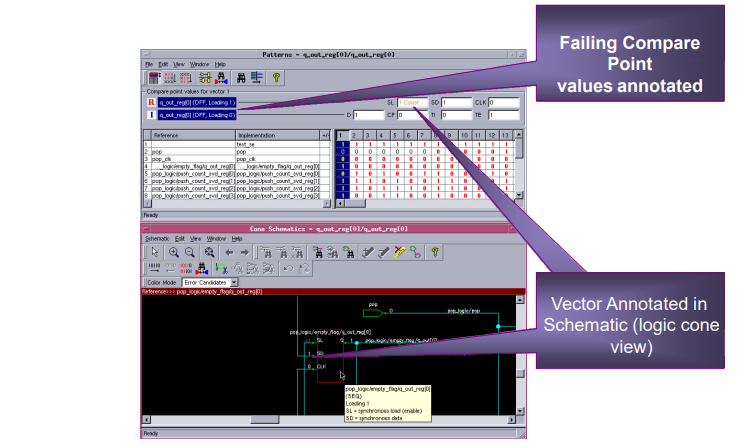 Patterns - q_out_reg[0]/q_out_reg[0]
File Edit View Window Help
Compare point values for vector 1
R q_out_reg[0] (DFF, Loading 1)
SL 1 Const SD 1 CLK 0
I q_out_reg[0] (DFF, Loading 0)
D 1 CP 0 TI 0 TE 1
Reference Implementation +/- 1 2 3 4 5 6 7 8 9 10 11 12 13
1 test_se
2 pop pop
3 pop_clk pop_clk
4 ..._logic/empty_flag/q_out_reg[0] ..._logic/empty_flag/q_out_reg[0]
5 pop_logic/push_count_svd_reg[0] pop_logic/push_count_svd_reg[0]
6 pop_logic/push_count_svd_reg[1] pop_logic/push_count_svd_reg[1]
7 pop_logic/push_count_svd_reg[2] pop_logic/push_count_svd_reg[2]
8 pop_logic/push_count_svd_reg[3] pop_logic/push_count_svd_reg[3]
Ready
Failing Compare
Point
values annotated
Cone Schematics - q_out_reg[0]/q_out_reg[0]
Schematic Edit View Window Help
Color Mode Error Candidates
Reference>>> pop_logic/empty_flag/q_out_reg[0]
pop
D pop_logic/pop
pop_logic/empty_flag/q_out_reg[0]
SL Q 1 pop_logic/empty_flag/q_out[0]
1 SD
0 CLK
pop_logic/empty_flag/q_out_reg[0]
(SEQ)
Loading 1
SL = synchronous load (enable)
SD = synchronous data
Ready
Vector Annotated in
Schematic (logic cone
view)